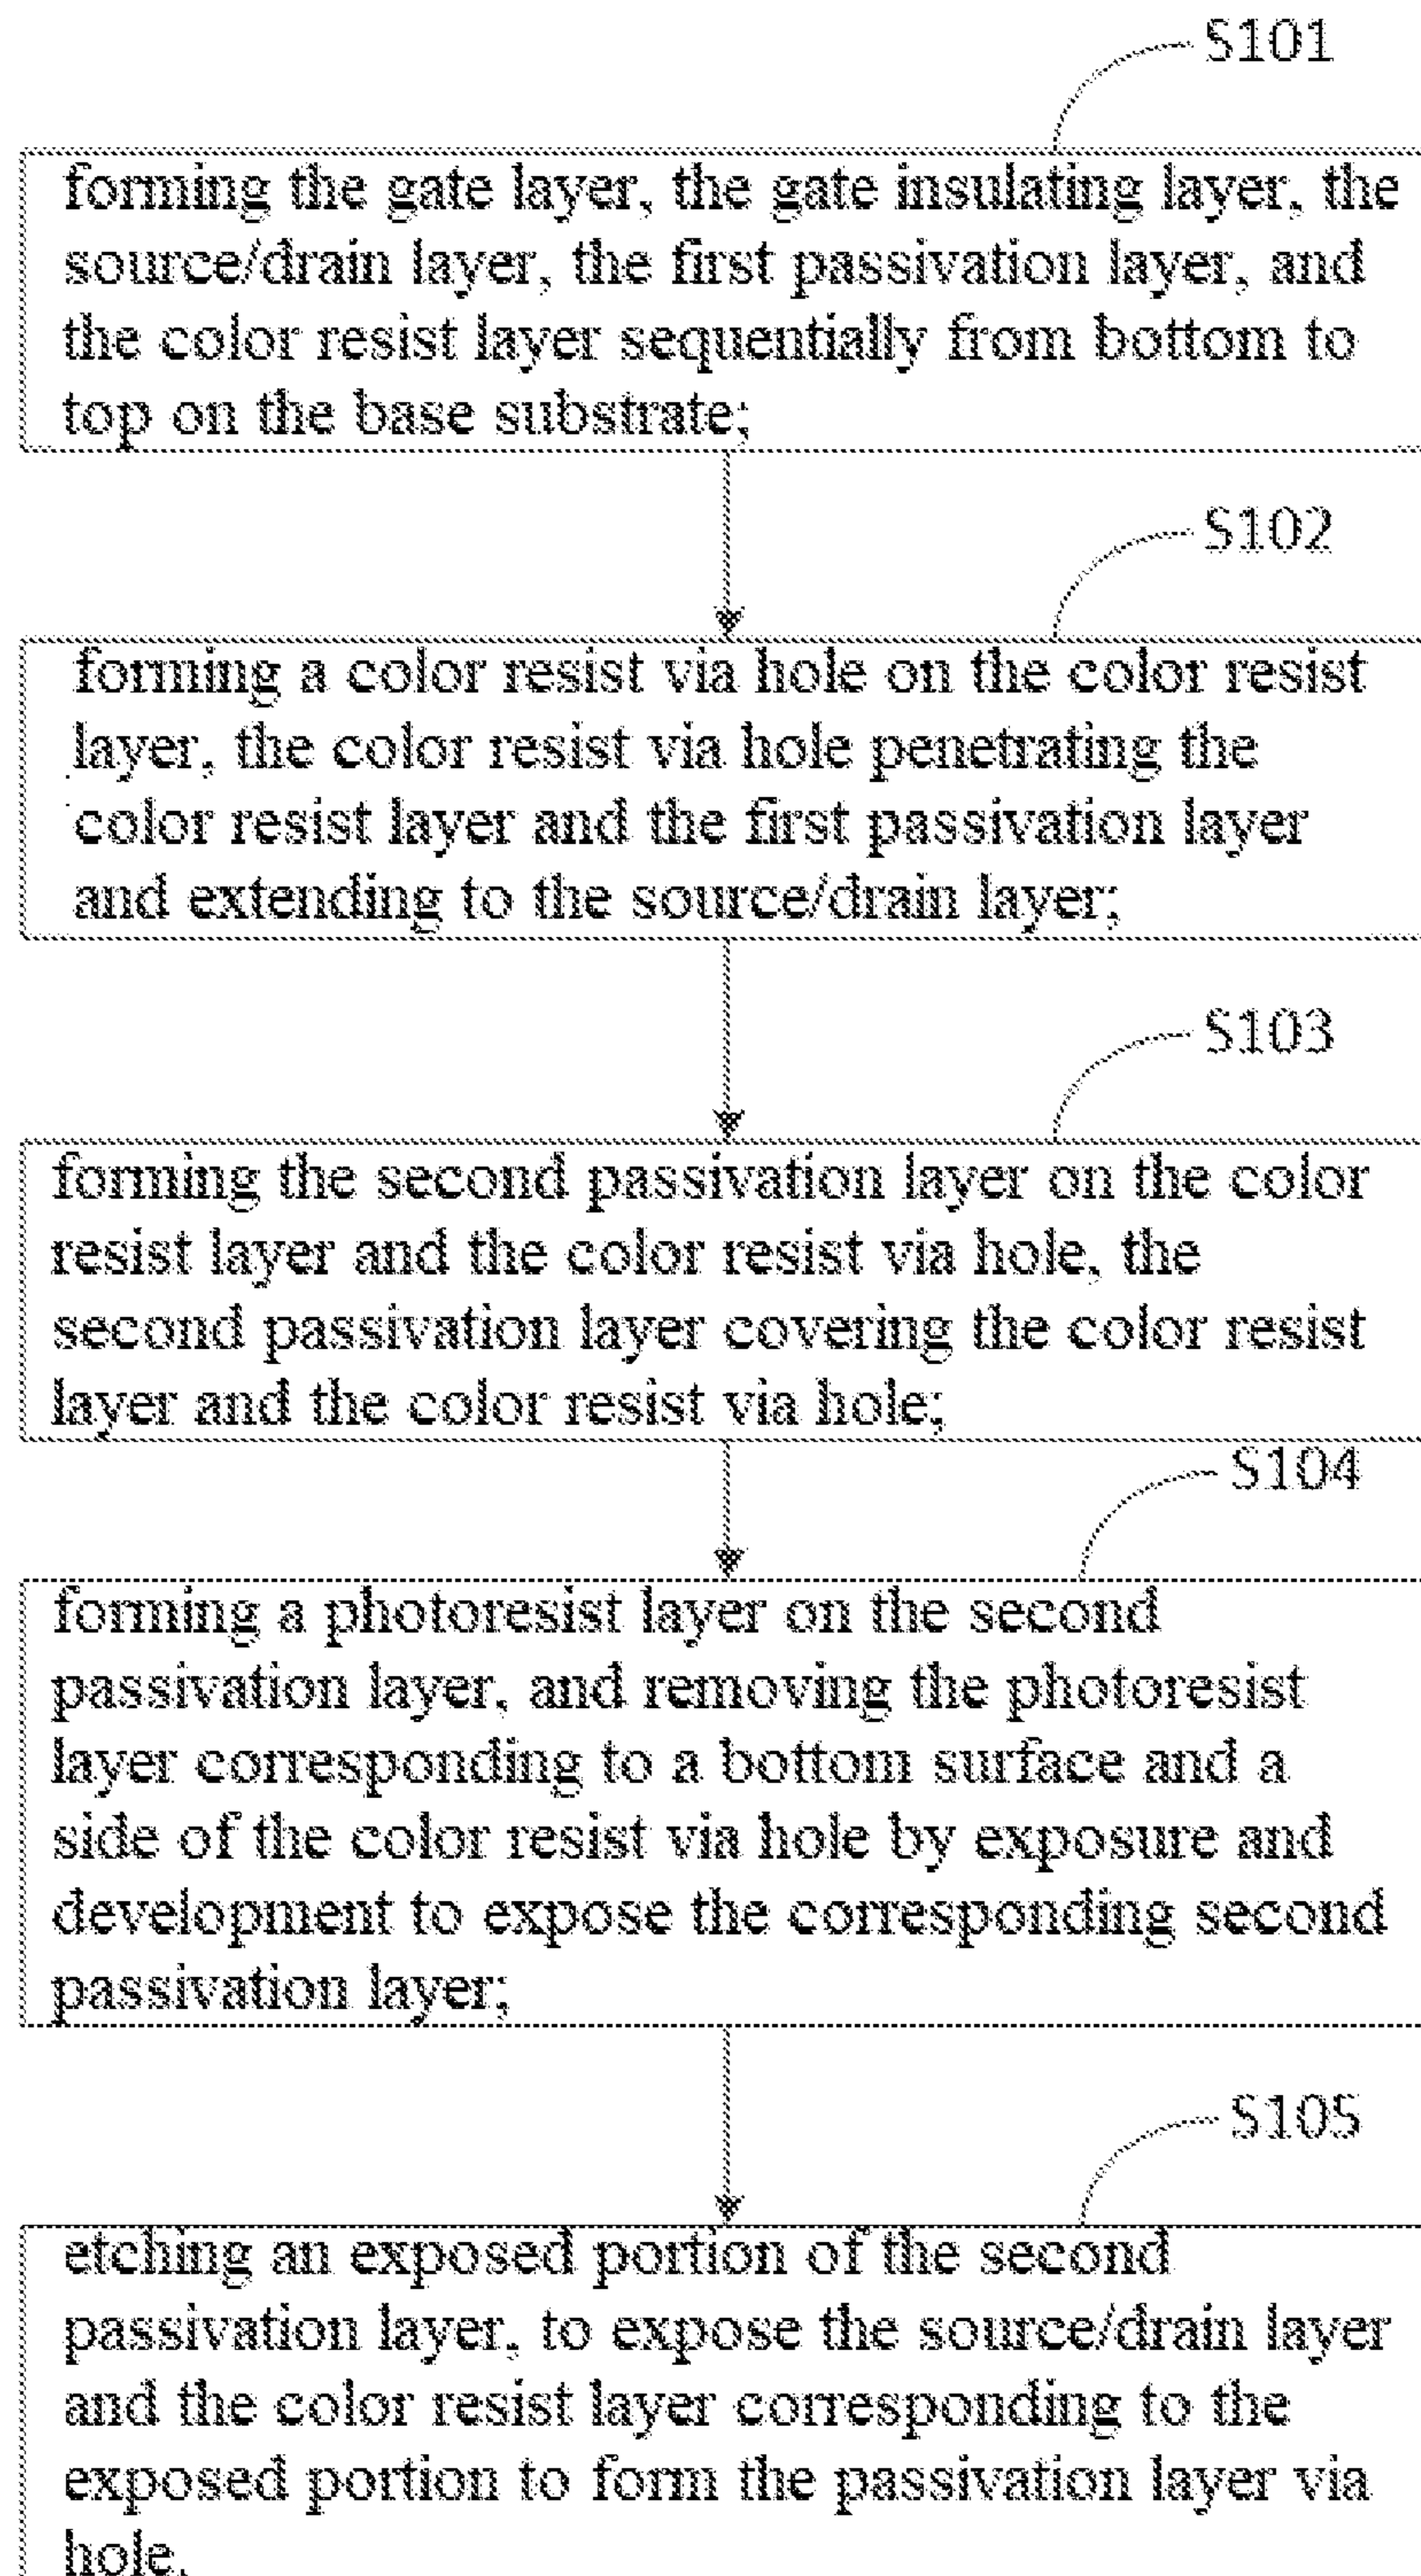 S101
forming the gate layer, the gate insulating layer, the
source/drain layer, the first passivation layer, and
the color resist layer sequentially from bottom to
top on the base substrate;
S102
forming a color resist via hole on the color resist
layer, the color resist via hole penetrating the
color resist layer and the first passivation layer
and extending to the source/drain layer;
S103
forming the second passivation layer on the color
resist layer and the color resist via hole, the
second passivation layer covering the color resist
layer and the color resist via hole;
S104
forming a photoresist layer on the second
passivation layer, and removing the photoresist
layer corresponding to a bottom surface and a
side of the color resist via hole by exposure and
development to expose the corresponding second
passivation layer;
S105
etching an exposed portion of the second
passivation layer, to expose the source/drain layer
and the color resist layer corresponding to the
exposed portion to form the passivation layer via
hole.